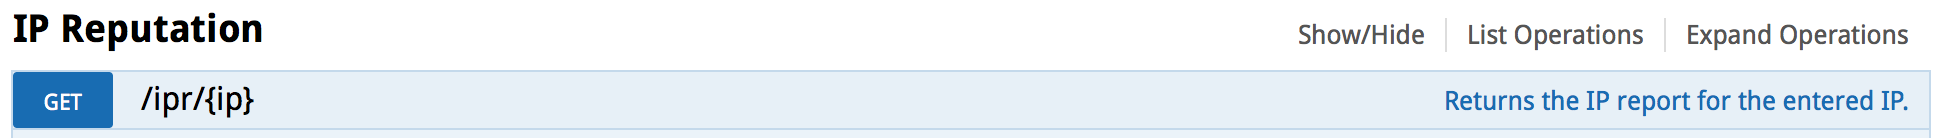 IP Reputation Show/Hide List Operations Expand Operations
GET /ipr/{ip} Returns the IP report for the entered IP.